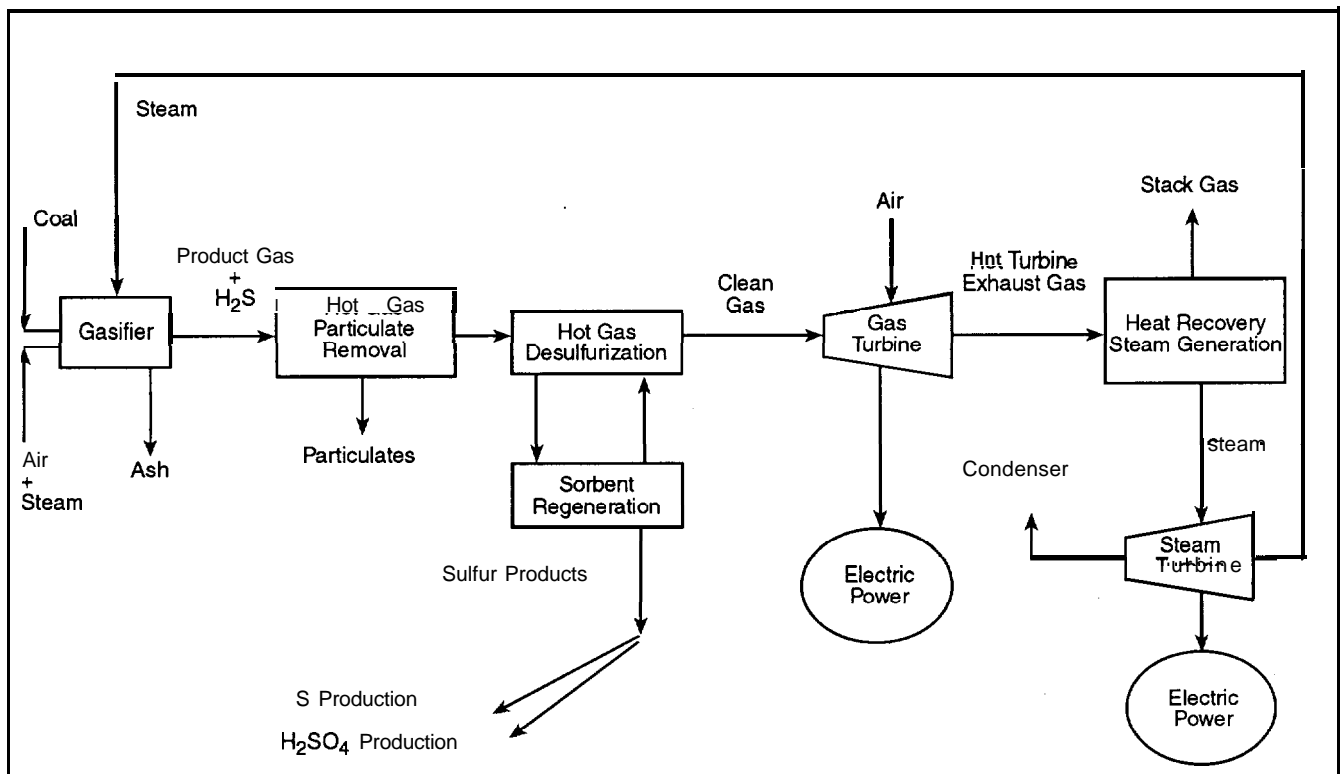 Steam
Coal
Product Gas
+
H₂S
Gasifier
Air
+
Steam
Ash
Hot Gas
Particulate
Removal
Particulates
Hot Gas
Desulfurization
Sorbent
Regeneration
Sulfur Products
S Production
H₂SO₄ Production
Clean
Gas
Air
Gas
Turbine
Electric
Power
Hnt Turbine
Exhaust Gas
Stack Gas
Heat Recovery
Steam Generation
steam
Condenser
Steam
Turbine
Electric
Power